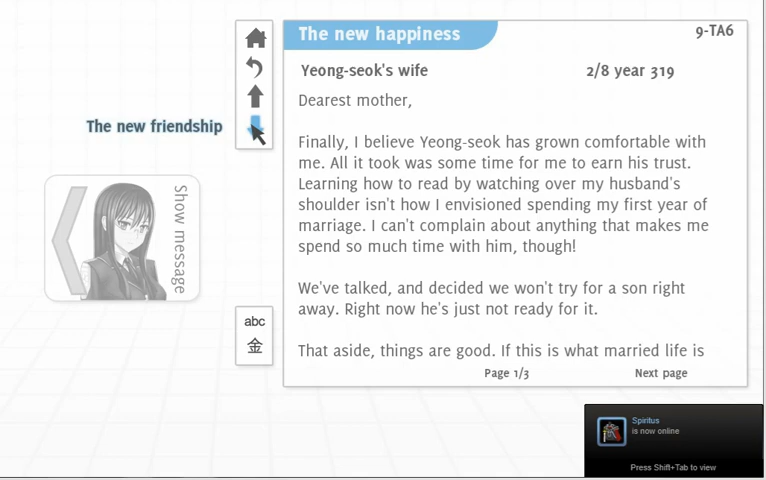 The new happiness
9-TA6
Yeong-seok's wife
2/8 year 319
Dearest mother,
Finally, I believe Yeong-seok has grown comfortable with
me. All it took was some time for me to earn his trust.
Learning how to read by watching over my husband's
shoulder isn't how I envisioned spending my first year of
marriage. I can't complain about anything that makes me
spend so much time with him, though!
We've talked, and decided we won't try for a son right
away. Right now he's just not ready for it.
That aside, things are good. If this is what married life is
Page 1/3
Next page
The new friendship
Show message
abc
金
Spiritus
is now online
Press Shift+Tab to view